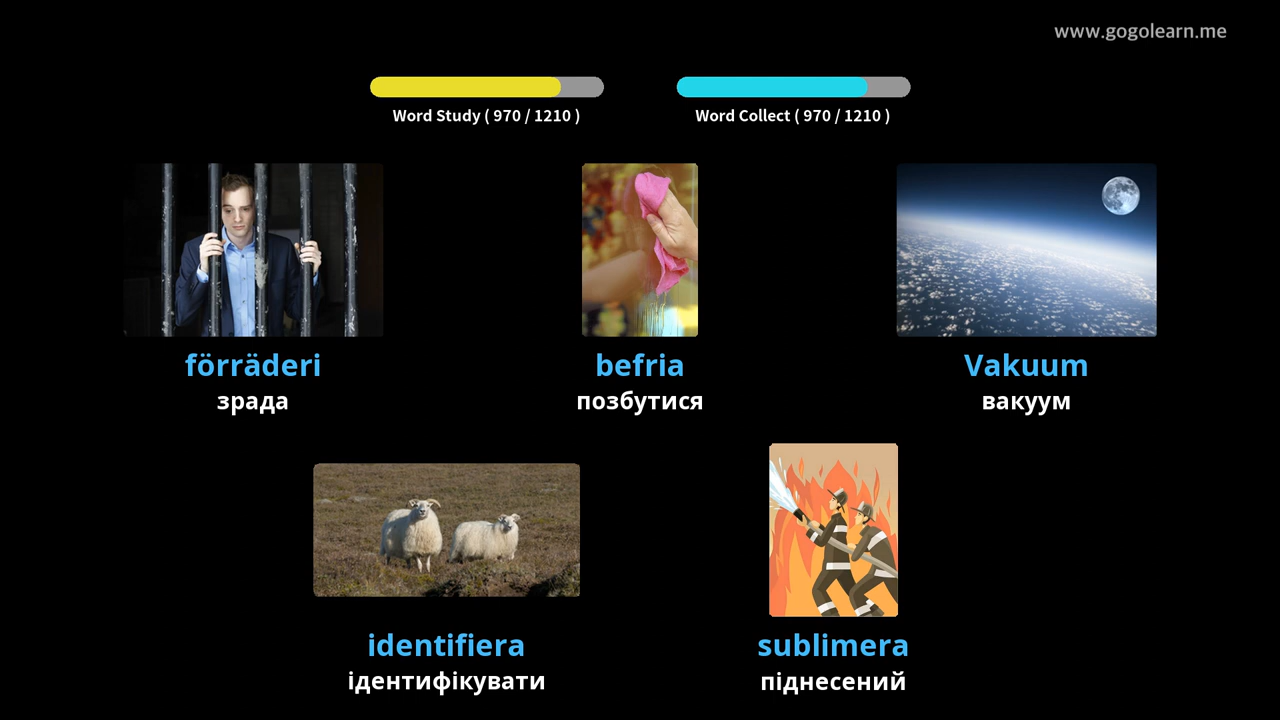 www.gogolearn.me
Word Study ( 970 / 1210 )
Word Collect ( 970 / 1210 )
förräderi
зрада
befria
позбутися
Vakuum
вакуум
identifiera
ідентифікувати
sublimera
піднесений